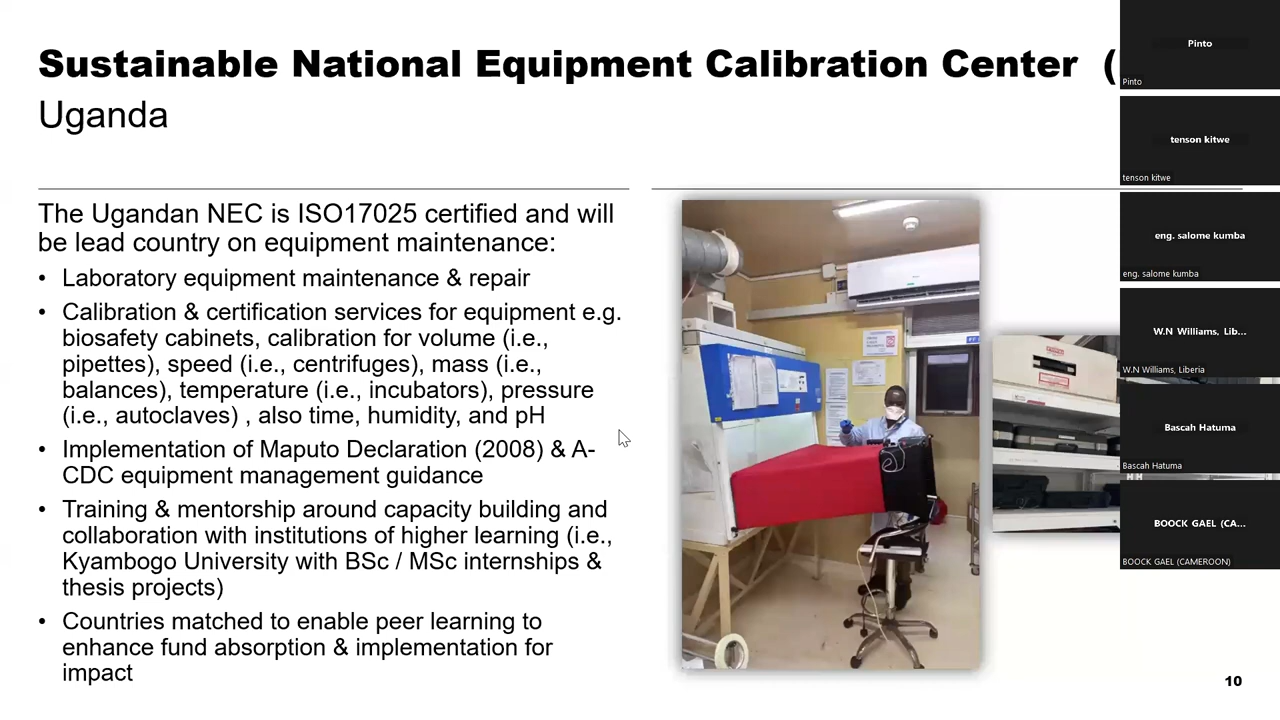 Sustainable National Equipment Calibration Center (
Uganda
The Ugandan NEC is ISO17025 certified and will
be lead country on equipment maintenance:
• Laboratory equipment maintenance & repair
• Calibration & certification services for equipment e.g.
biosafety cabinets, calibration for volume (i.e.,
pipettes), speed (i.e., centrifuges), mass (i.e.,
balances), temperature (i.e., incubators), pressure
(i.e., autoclaves) , also time, humidity, and pH
• Implementation of Maputo Declaration (2008) & A-
CDC equipment management guidance
• Training & mentorship around capacity building and
collaboration with institutions of higher learning (i.e.,
Kyambogo University with BSc / MSc internships &
thesis projects)
• Countries matched to enable peer learning to
enhance fund absorption & implementation for
impact
10
Pinto
Pinto
tenson kitwe
tenson kitwe
eng. salome kumba
eng. salome kumba
W.N Williams, Lib...
W.N Williams, Liberia
Bascah Hatuma
Bascah Hatuma
BOOCK GAEL (CA...
BOOCK GAEL (CAMEROON)